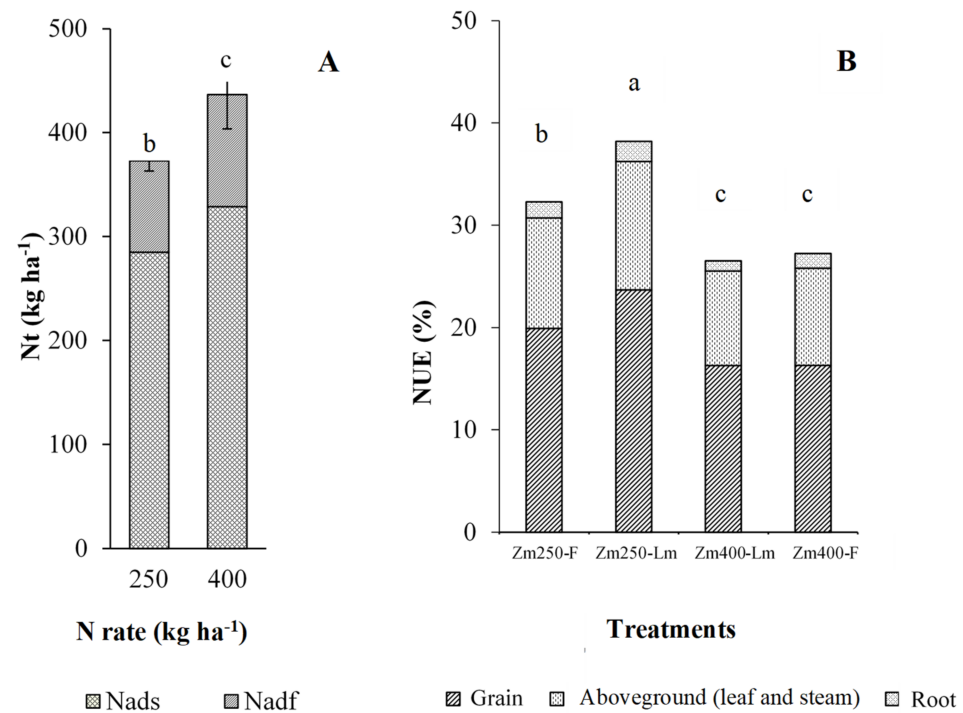 A
Nt (kg ha-1)
500
400
300
200
100
0
b
c
250
400
N rate (kg ha-1)
Nads
Nadf
B
NUE (%)
50
40
30
20
10
0
b
a
c
c
Zm250-F
Zm250-Lm
Zm400-Lm
Zm400-F
Treatments
Grain
Aboveground (leaf and steam)
Root